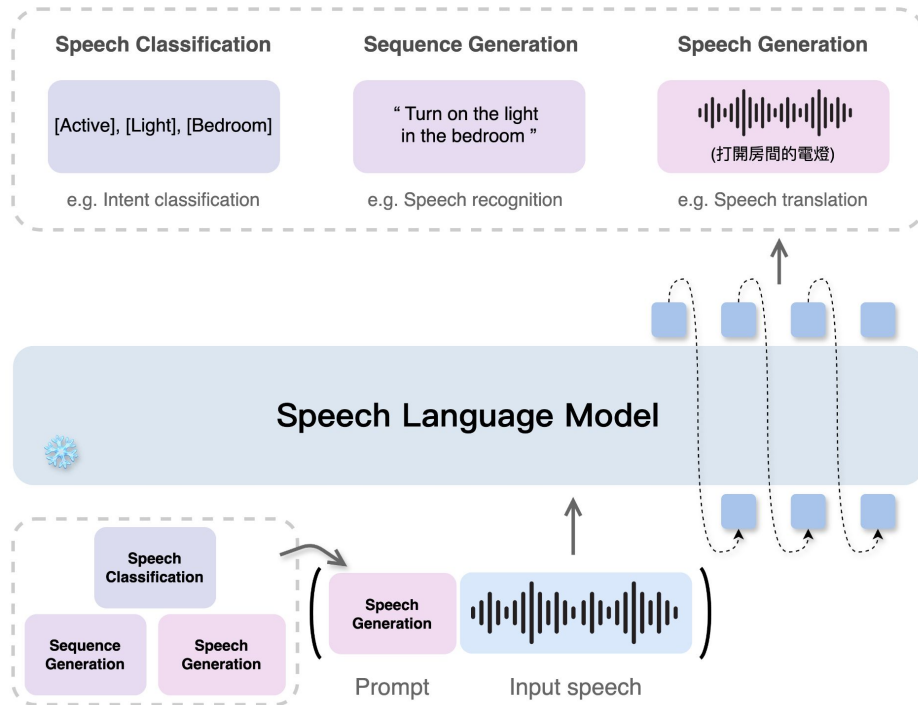 Speech Classification
Sequence Generation
Speech Generation
[Active], [Light], [Bedroom]
“ Turn on the light
in the bedroom ”
(打開房間的電燈)
e.g. Intent classification
e.g. Speech recognition
e.g. Speech translation
Speech Language Model
Speech
Classification
Sequence
Generation
Speech
Generation
Speech
Generation
Prompt
Input speech